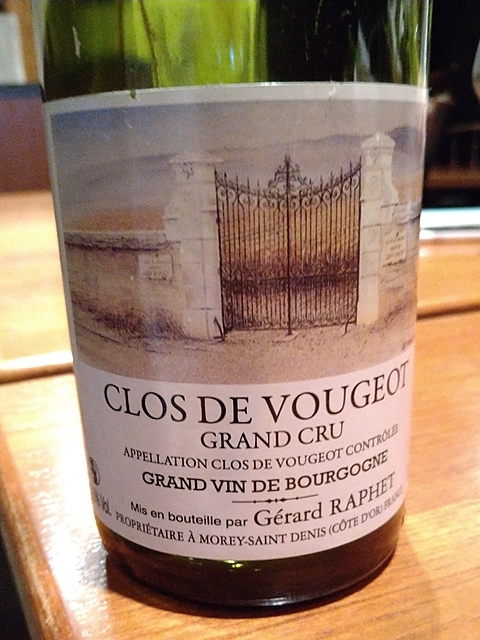 CLOS DE VOUGEOT
GRAND CRU
APPELLATION CLOS DE VOUGEOT CONTRÔLÉE
GRAND VIN DE BOURGOGNE
Mis en bouteille par Gérard RAPHET
PROPRIÉTAIRE À MOREY-SAINT DENIS (CÔTE D'OR) FRANCE
Vol.